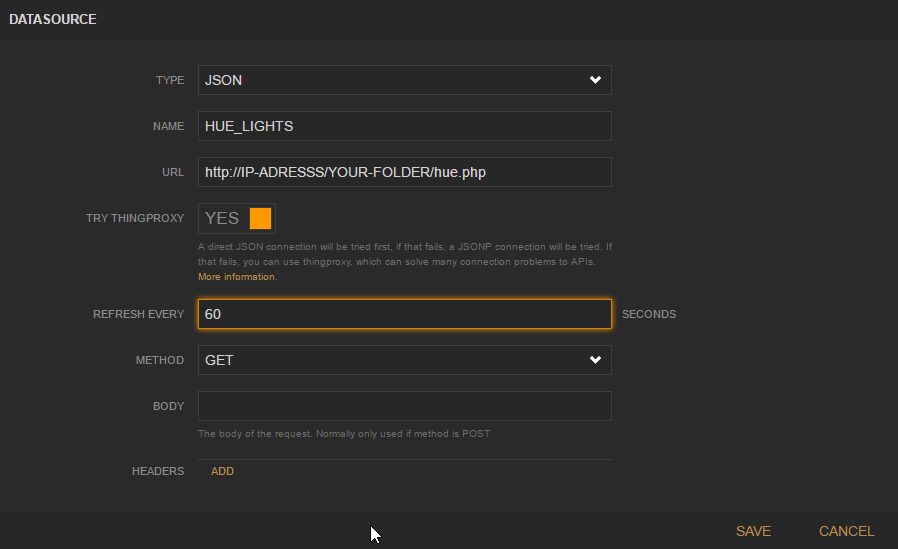 DATASOURCE
TYPE JSON
NAME HUE_LIGHTS
URL http://IP-ADRESSS/YOUR-FOLDER/hue.php
TRY THINGPROXY YES
A direct JSON connection will be tried first, if that fails, a JSONP connection will be tried. If
that fails, you can use thingproxy, which can solve many connection problems to APIs.
More information.
REFRESH EVERY 60 SECONDS
METHOD GET
BODY
The body of the request. Normally only used if method is POST
HEADERS ADD
SAVE CANCEL